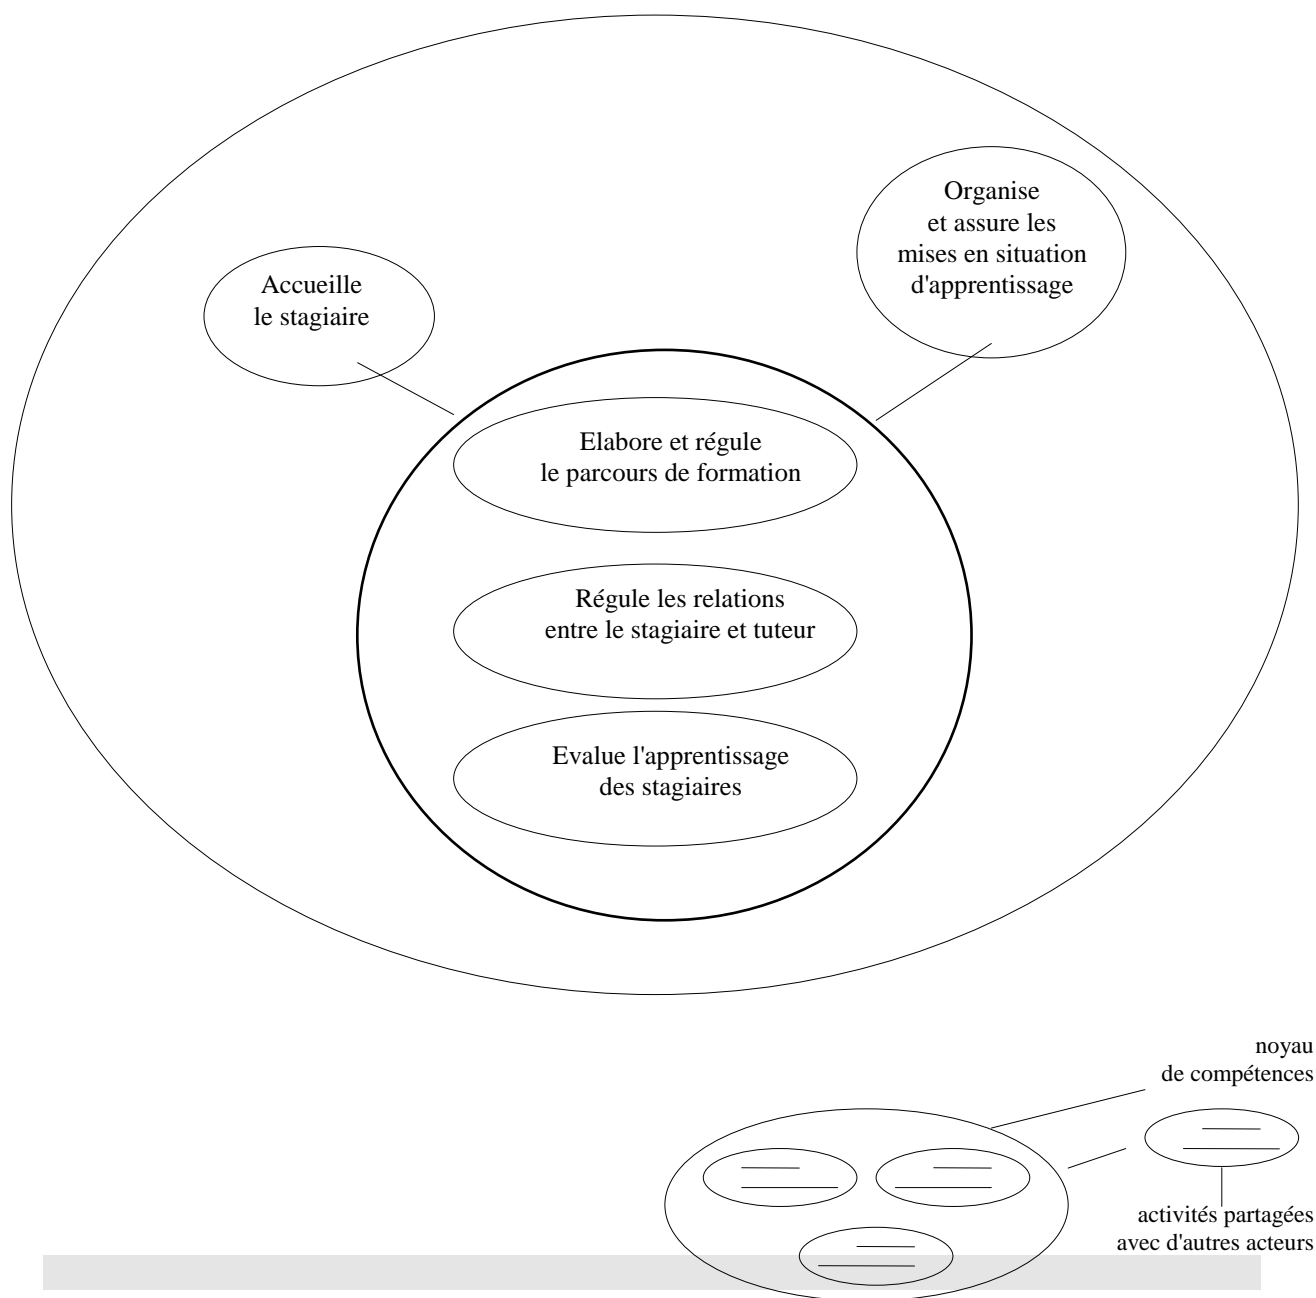 Organise
et assure les
mises en situation
d'apprentissage
Accueille
le stagiaire
Elabore et régule
le parcours de formation
Régule les relations
entre le stagiaire et tuteur
Evalue l'apprentissage
des stagiaires
noyau
de compétences
activités partagées
avec d'autres acteurs